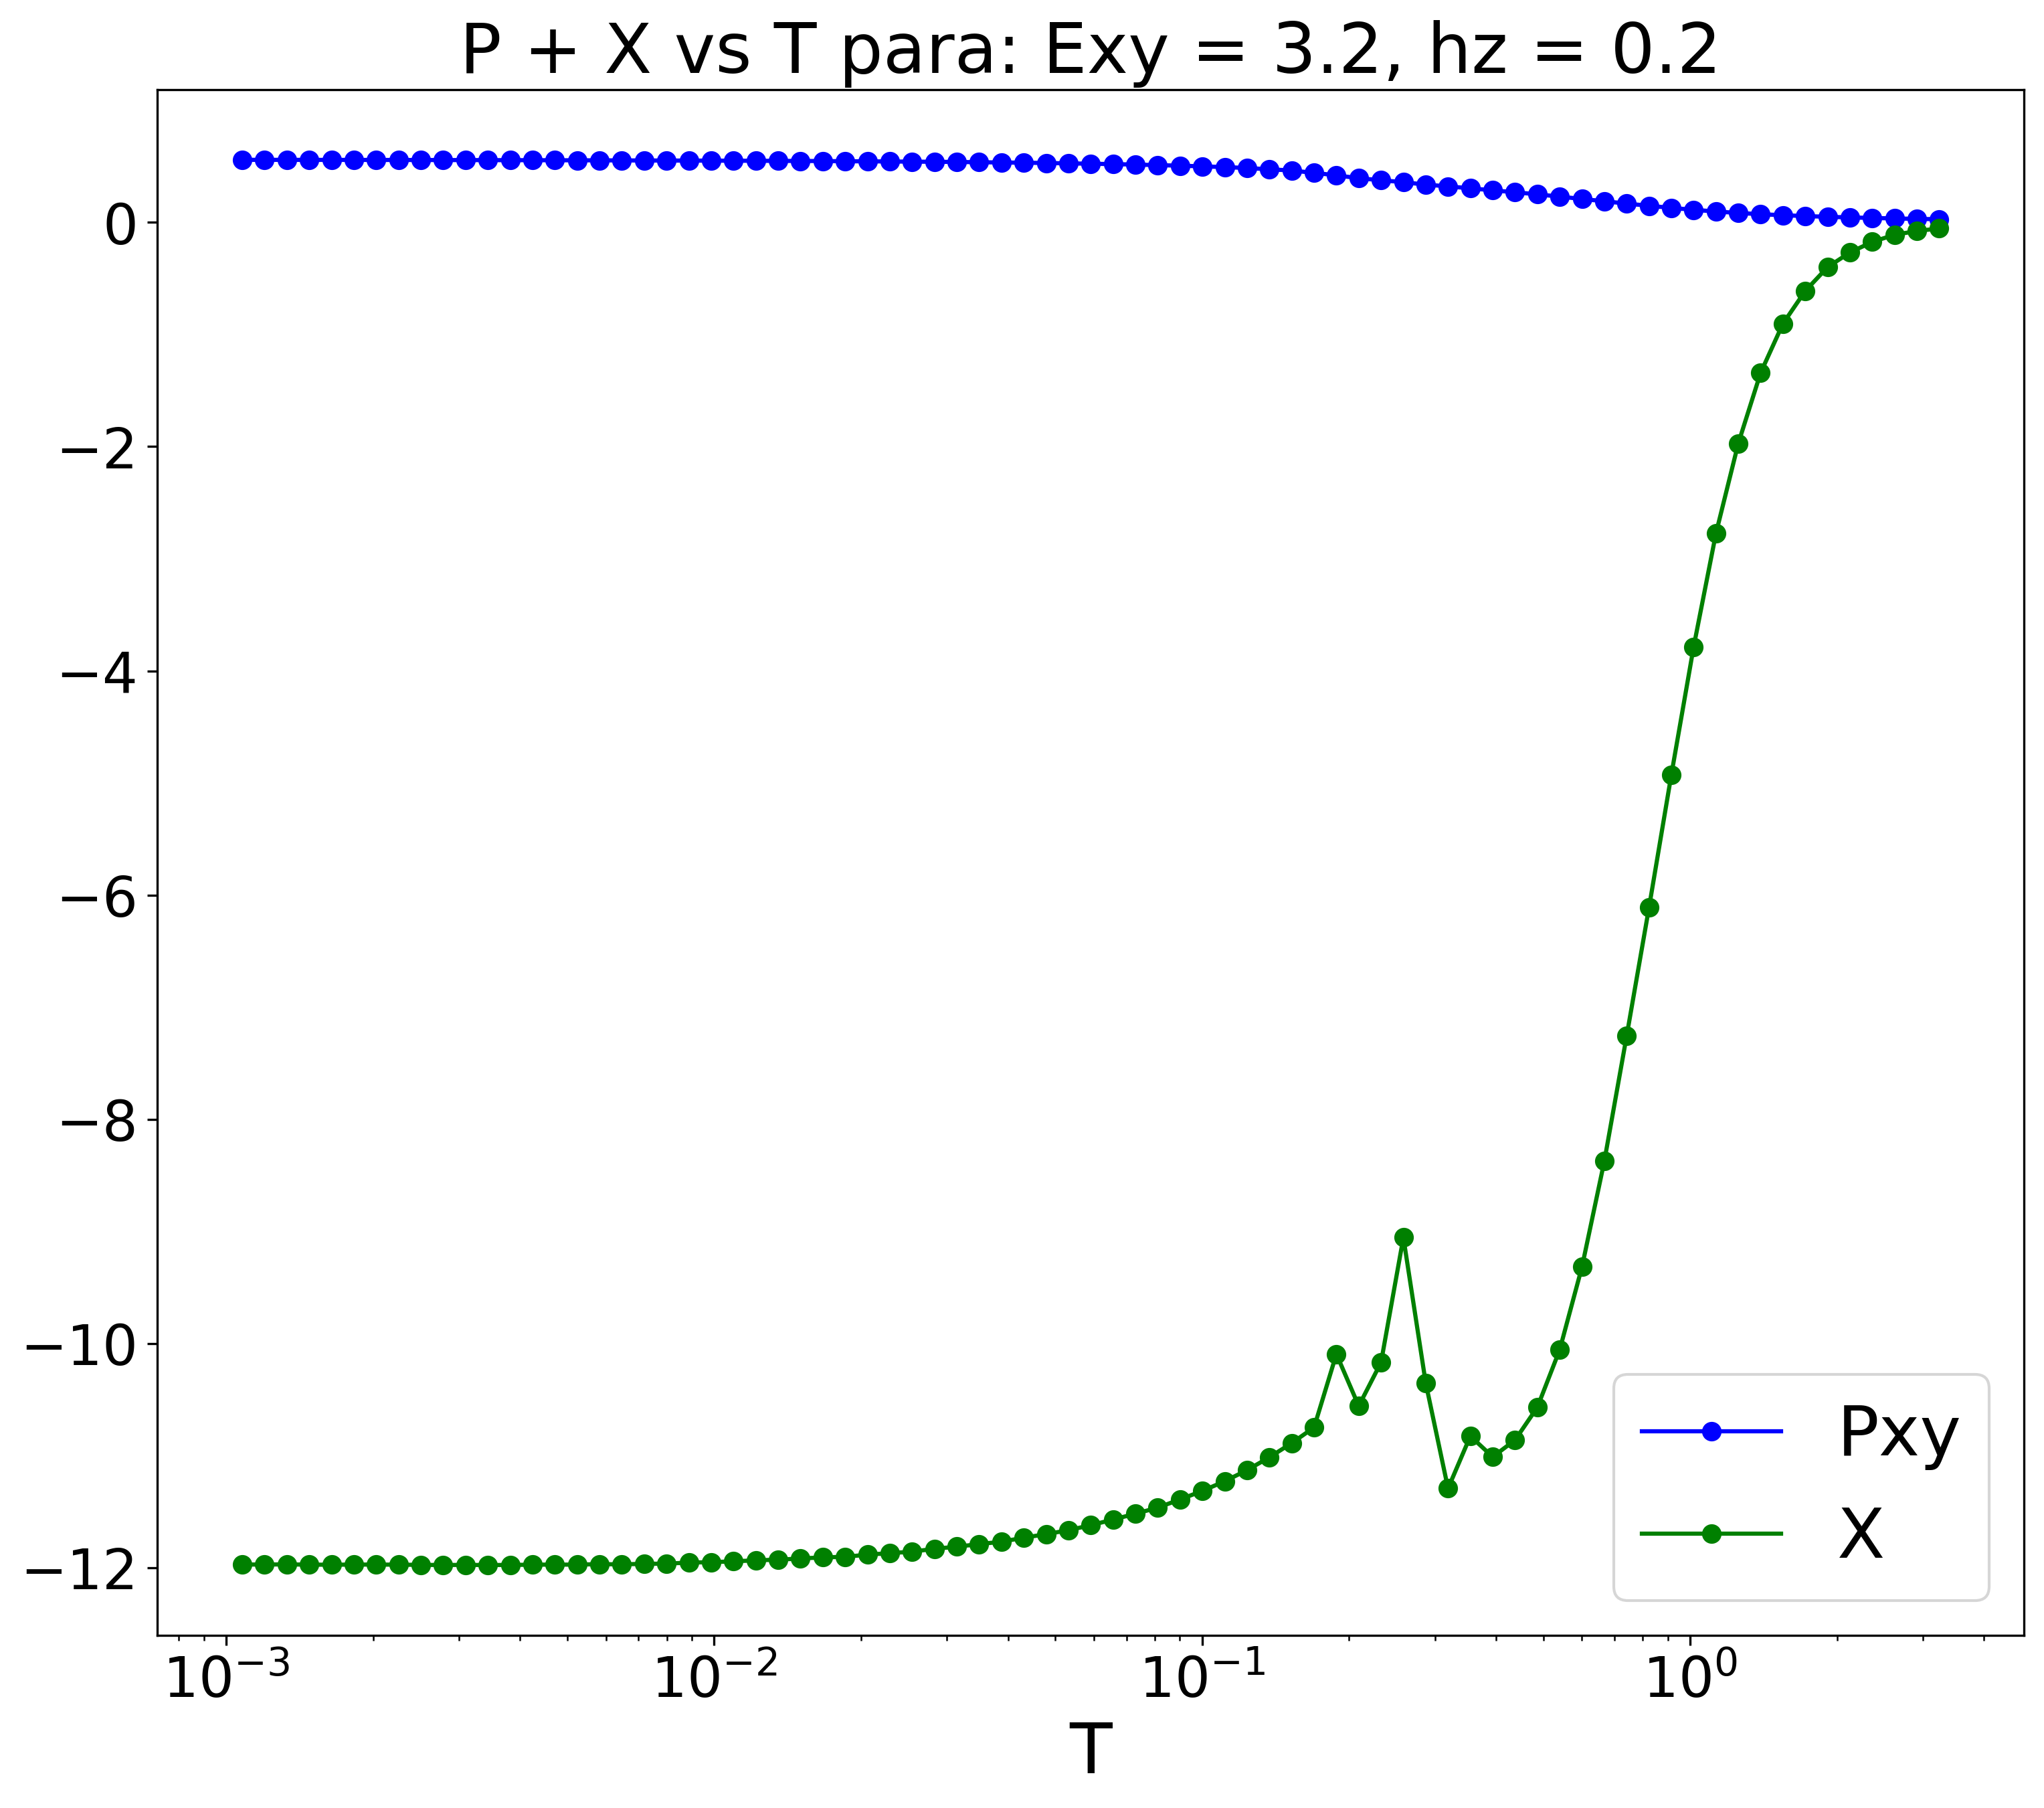 P + X vs T para: Exy = 3.2, hz = 0.2
0
−2
−4
−6
−8
−10
−12
Pxy
X
10⁻³ 10⁻² 10⁻¹ 10⁰
T